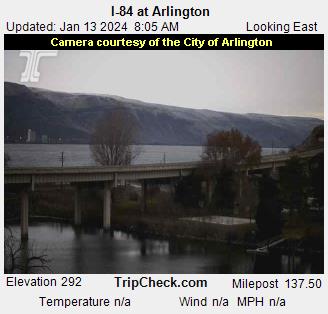 I-84 at Arlington
Updated: Jan 13 2024 8:05 AM Looking East
Camera courtesy of the City of Arlington
Elevation 292 TripCheck.com Milepost 137.50
Temperature n/a Wind n/a MPH n/a